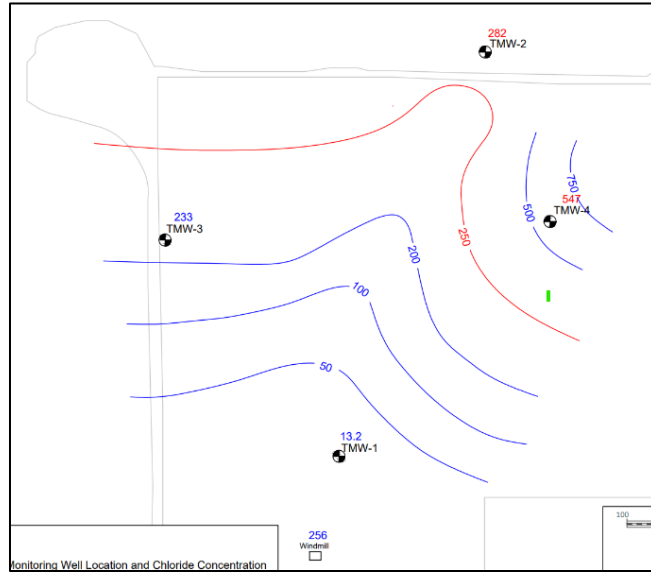 282
TMW-2
750
547
TMW-4
500
233
TMW-3
250
200
100
50
13.2
TMW-1
256
Windmill
100
Monitoring Well Location and Chloride Concentration